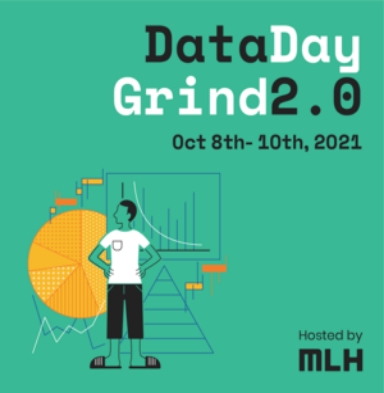 DataDay
Grind2.0
Oct 8th- 10th, 2021
Hosted by
MLH